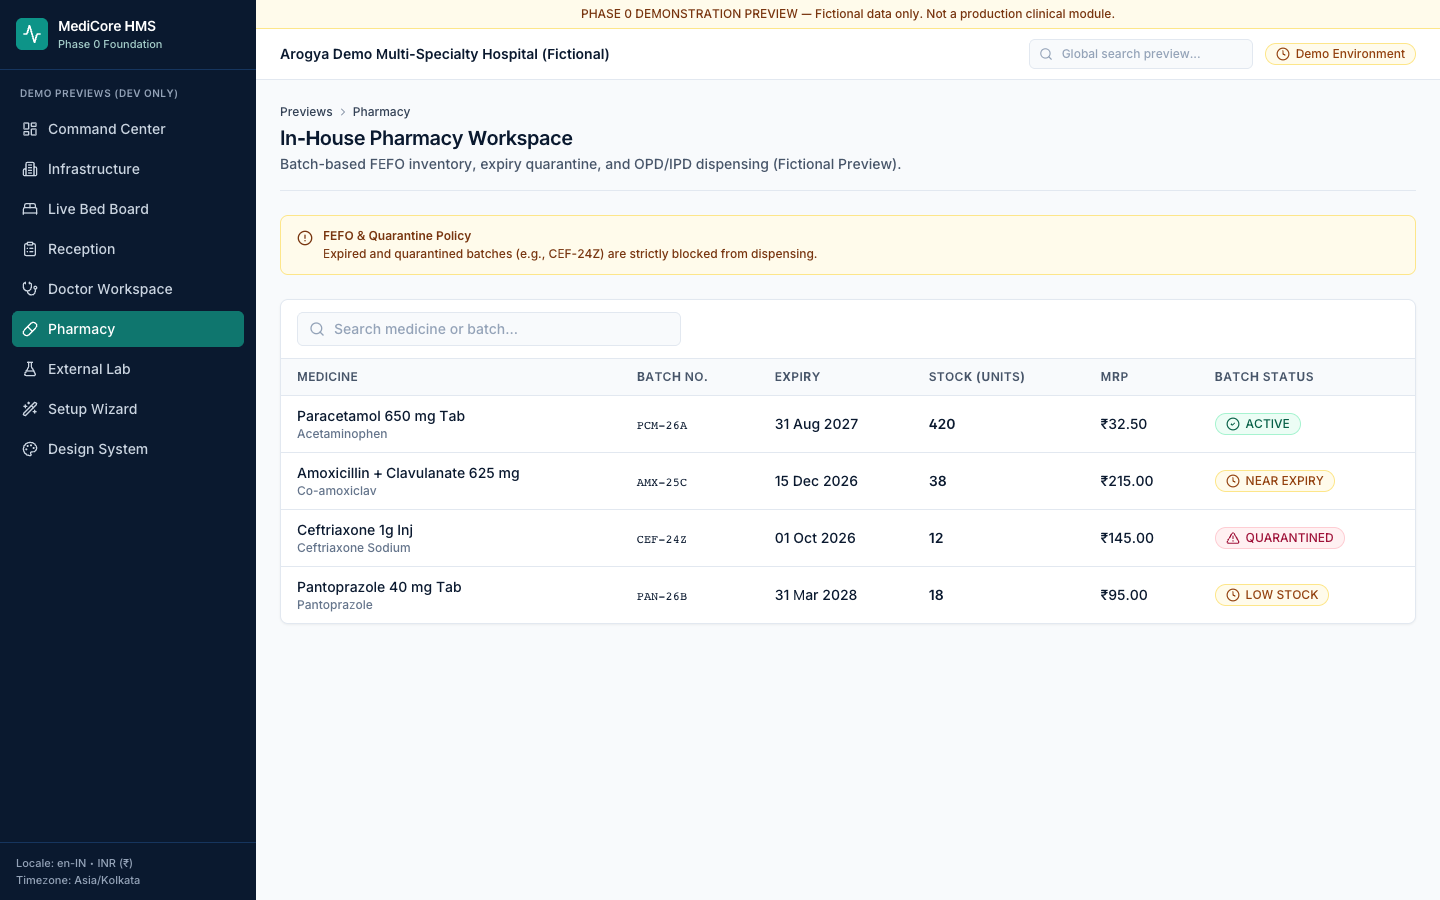 MediCore HMS
Phase 0 Foundation
DEMO PREVIEWS (DEV ONLY)
Command Center
Infrastructure
Live Bed Board
Reception
Doctor Workspace
Pharmacy
External Lab
Setup Wizard
Design System
Locale: en-IN • INR (₹)
Timezone: Asia/Kolkata
PHASE 0 DEMONSTRATION PREVIEW — Fictional data only. Not a production clinical module.
Arogya Demo Multi-Specialty Hospital (Fictional)
Global search preview...
Demo Environment
Previews > Pharmacy
In-House Pharmacy Workspace
Batch-based FEFO inventory, expiry quarantine, and OPD/IPD dispensing (Fictional Preview).
FEFO & Quarantine Policy
Expired and quarantined batches (e.g., CEF-24Z) are strictly blocked from dispensing.
Search medicine or batch...
MEDICINE BATCH NO. EXPIRY STOCK (UNITS) MRP BATCH STATUS
Paracetamol 650 mg Tab PCM-26A 31 Aug 2027 420 ₹32.50 ACTIVE
Acetaminophen
Amoxicillin + Clavulanate 625 mg AMX-25C 15 Dec 2026 38 ₹215.00 NEAR EXPIRY
Co-amoxiclav
Ceftriaxone 1g Inj CEF-24Z 01 Oct 2026 12 ₹145.00 QUARANTINED
Ceftriaxone Sodium
Pantoprazole 40 mg Tab PAN-26B 31 Mar 2028 18 ₹95.00 LOW STOCK
Pantoprazole